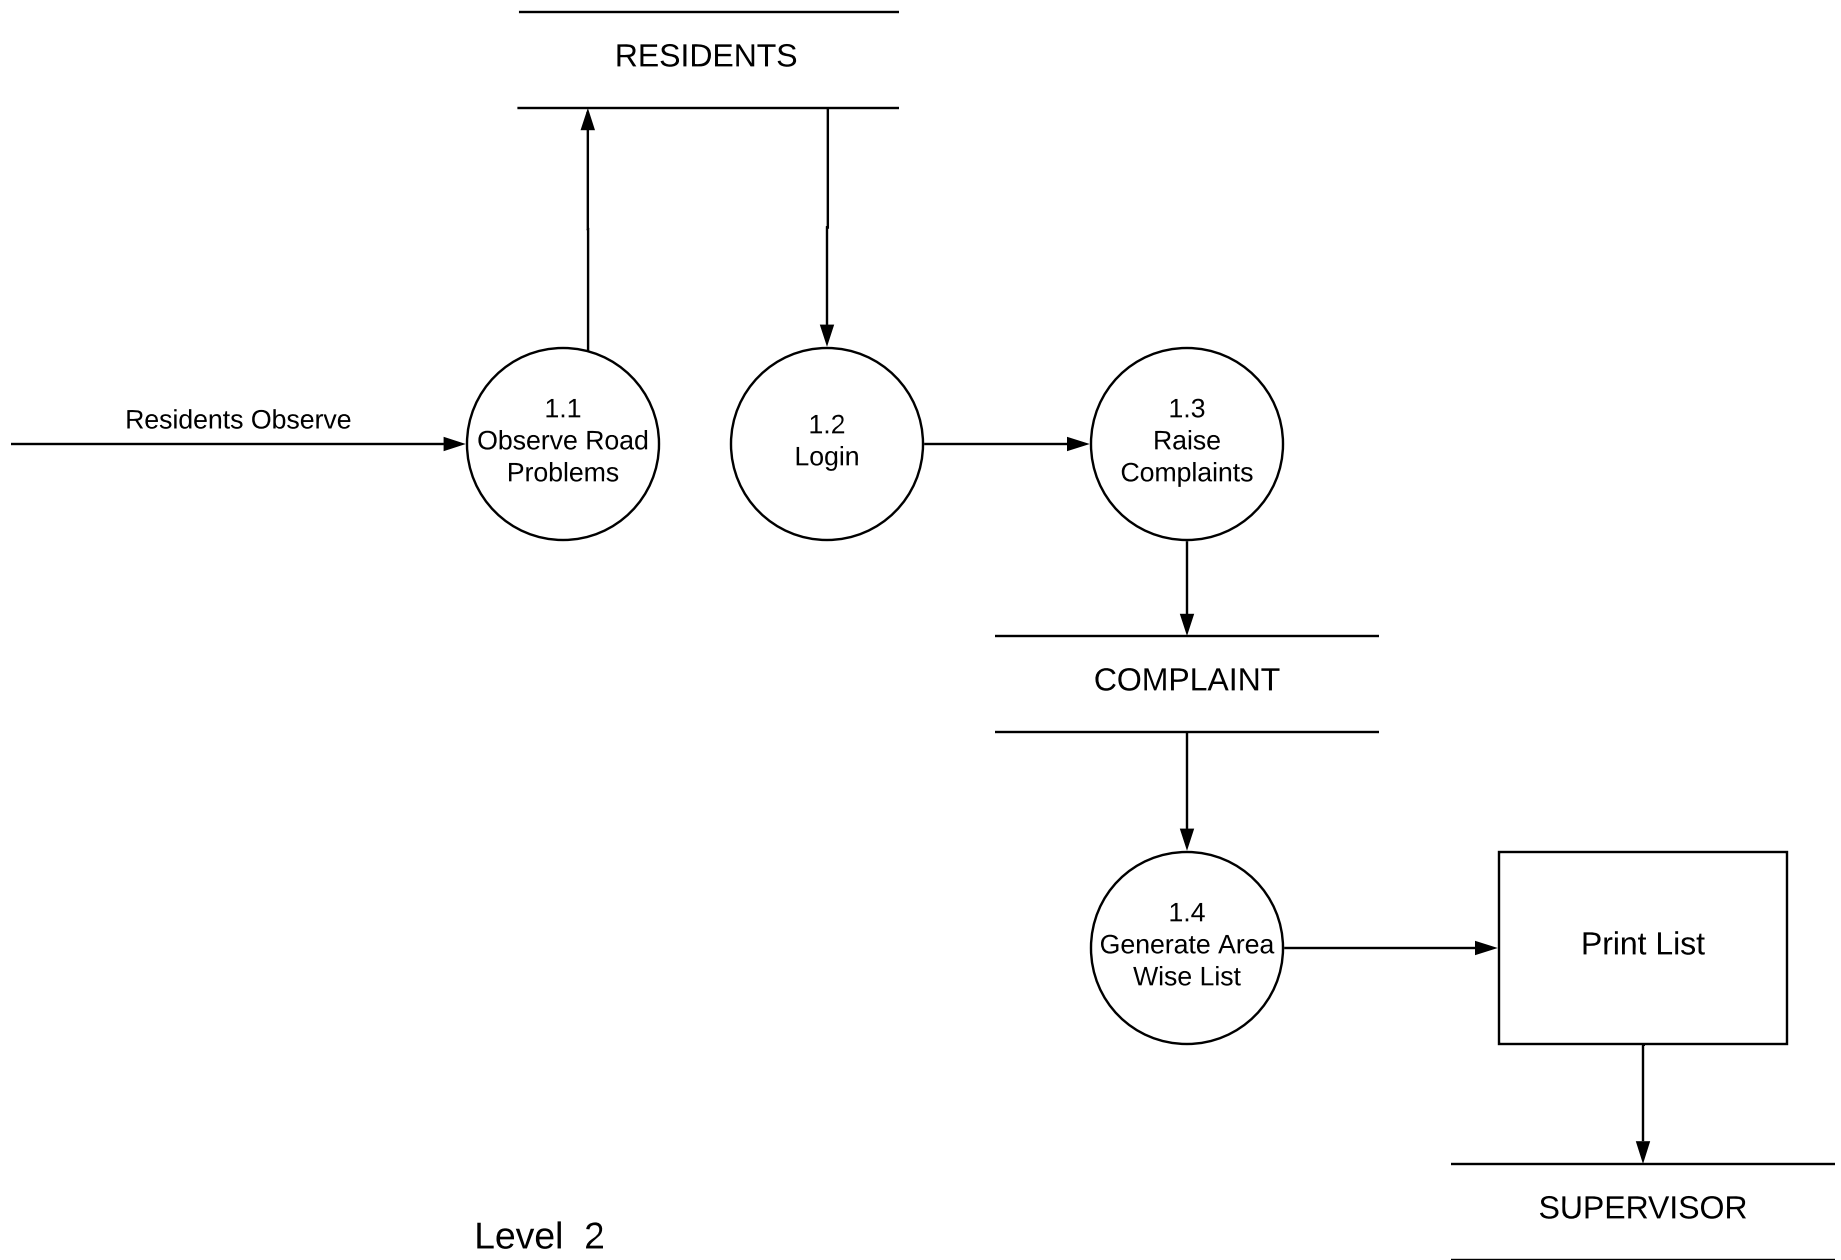 RESIDENTS
Residents Observe
1.1
Observe Road
Problems
1.2
Login
1.3
Raise
Complaints
COMPLAINT
1.4
Generate Area
Wise List
Print List
SUPERVISOR
Level 2